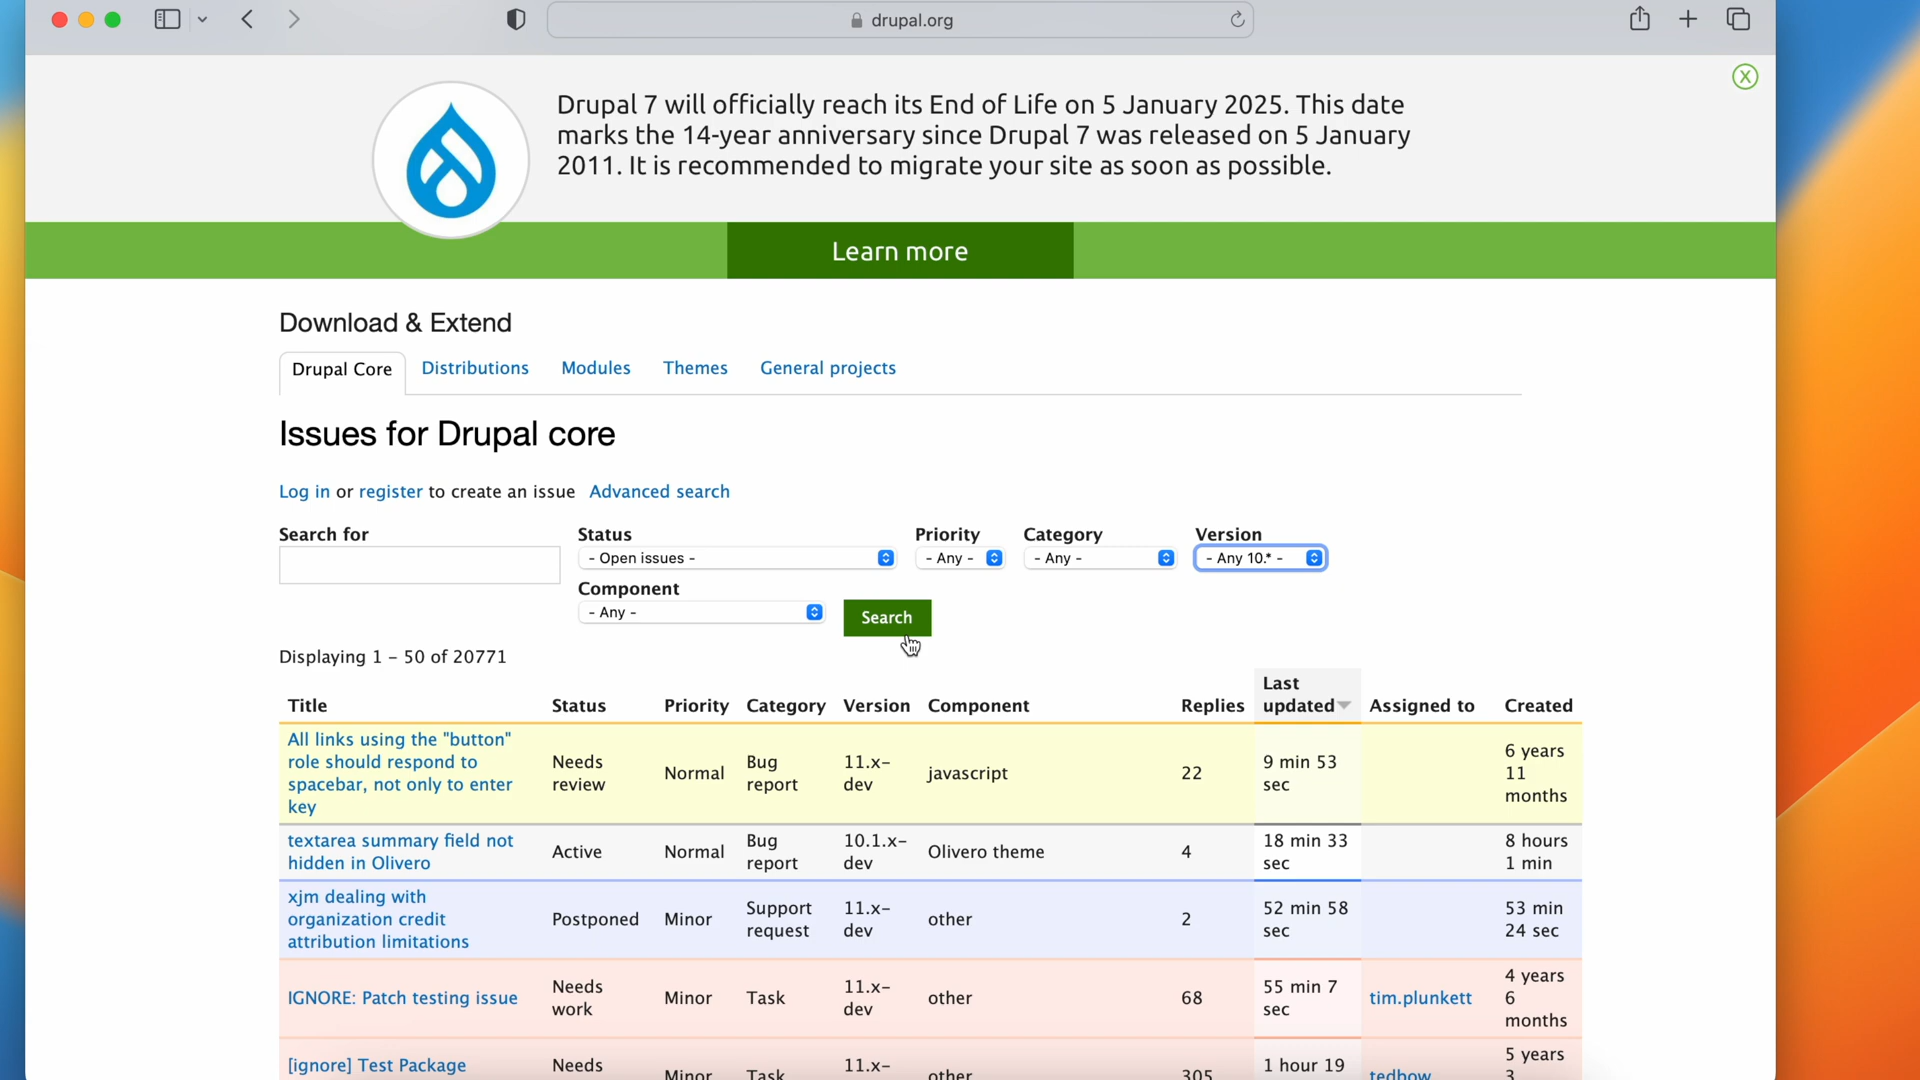 drupal.org
Drupal 7 will officially reach its End of Life on 5 January 2025. This date
marks the 14-year anniversary since Drupal 7 was released on 5 January
2011. It is recommended to migrate your site as soon as possible.
Learn more
Download & Extend
Drupal Core Distributions Modules Themes General projects
Issues for Drupal core
Log in or register to create an issue Advanced search
Search for Status Priority Category Version
- Open issues - - Any - - Any - - Any 10.* -
Component
- Any - Search
Displaying 1 – 50 of 20771
Title Status Priority Category Version Component Replies Last updated Assigned to Created
All links using the "button"
role should respond to
spacebar, not only to enter
key
Needs
review
Normal
Bug
report
11.x-
dev
javascript
22
9 min 53
sec
6 years
11
months
textarea summary field not
hidden in Olivero
Active
Normal
Bug
report
10.1.x-
dev
Olivero theme
4
18 min 33
sec
8 hours
1 min
xjm dealing with
organization credit
attribution limitations
Postponed
Minor
Support
request
11.x-
dev
other
2
52 min 58
sec
53 min
24 sec
IGNORE: Patch testing issue
Needs
work
Minor
Task
11.x-
dev
other
68
55 min 7
sec
tim.plunkett
4 years
6
months
[ignore] Test Package
Needs
Minor
Task
11.x-
other
305
1 hour 19
tedbow
5 years
3